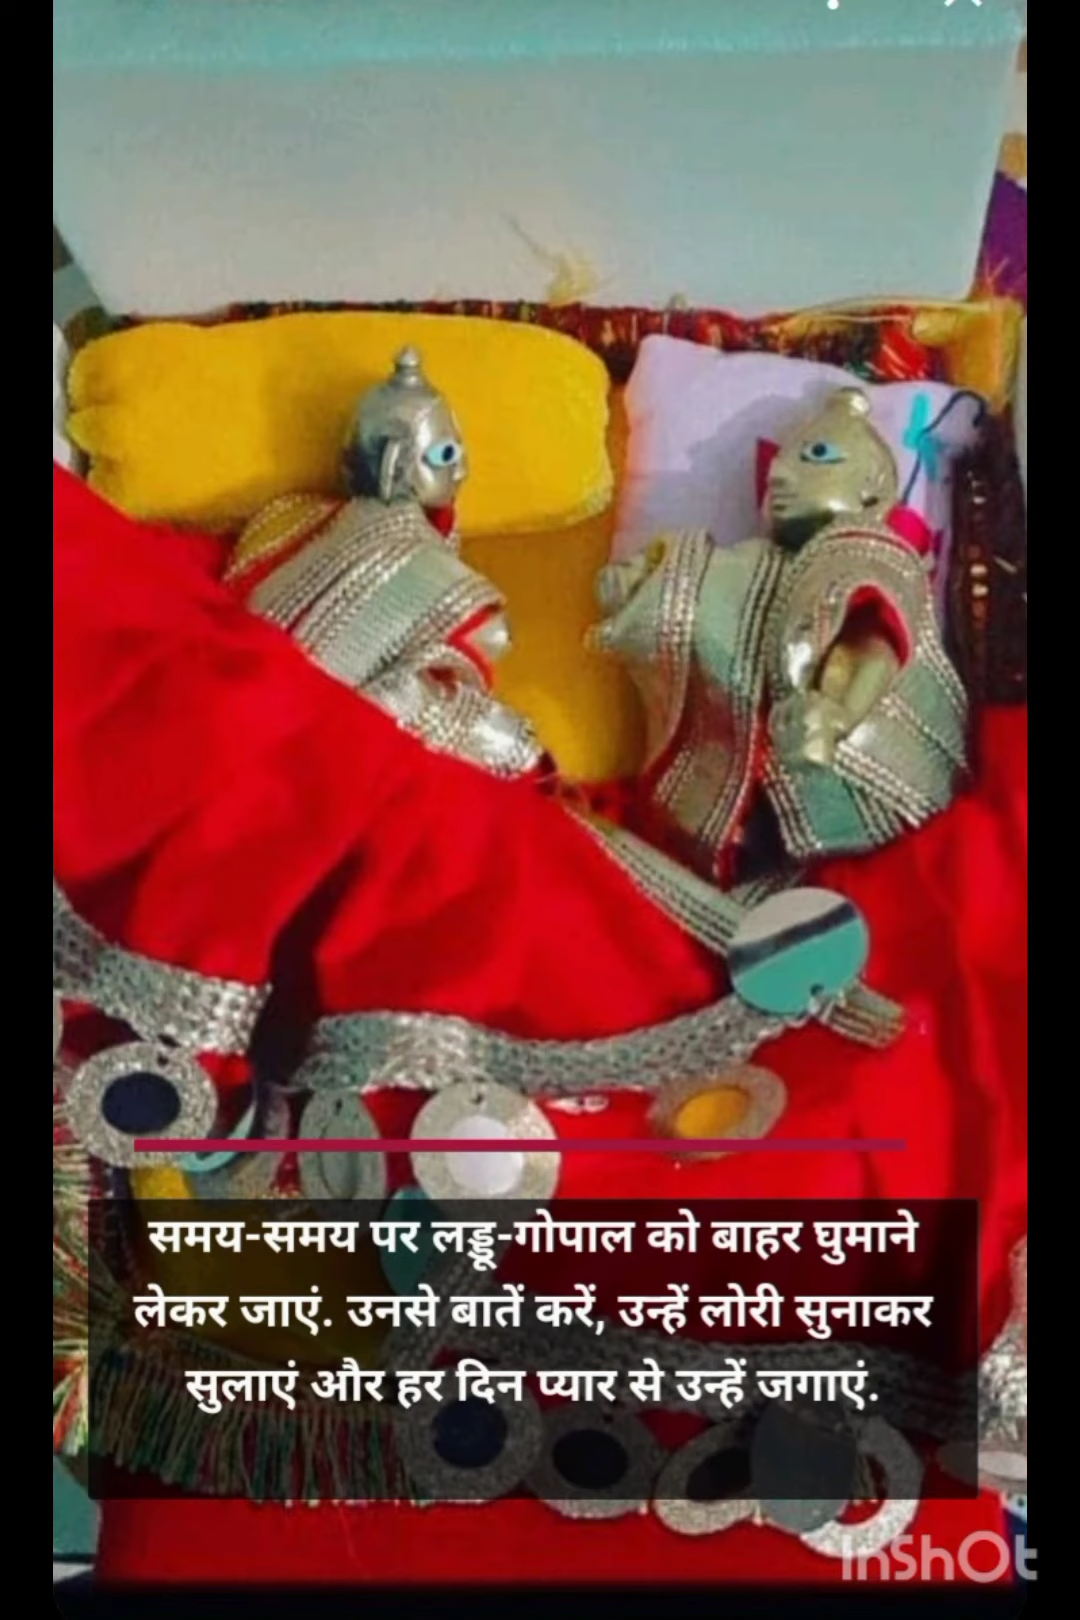 समय-समय पर लड्डू-गोपाल को बाहर घुमाने
लेकर जाएं. उनसे बातें करें, उन्हें लोरी सुनाकर
सुलाएं और हर दिन प्यार से उन्हें जगाएं.
InShOt